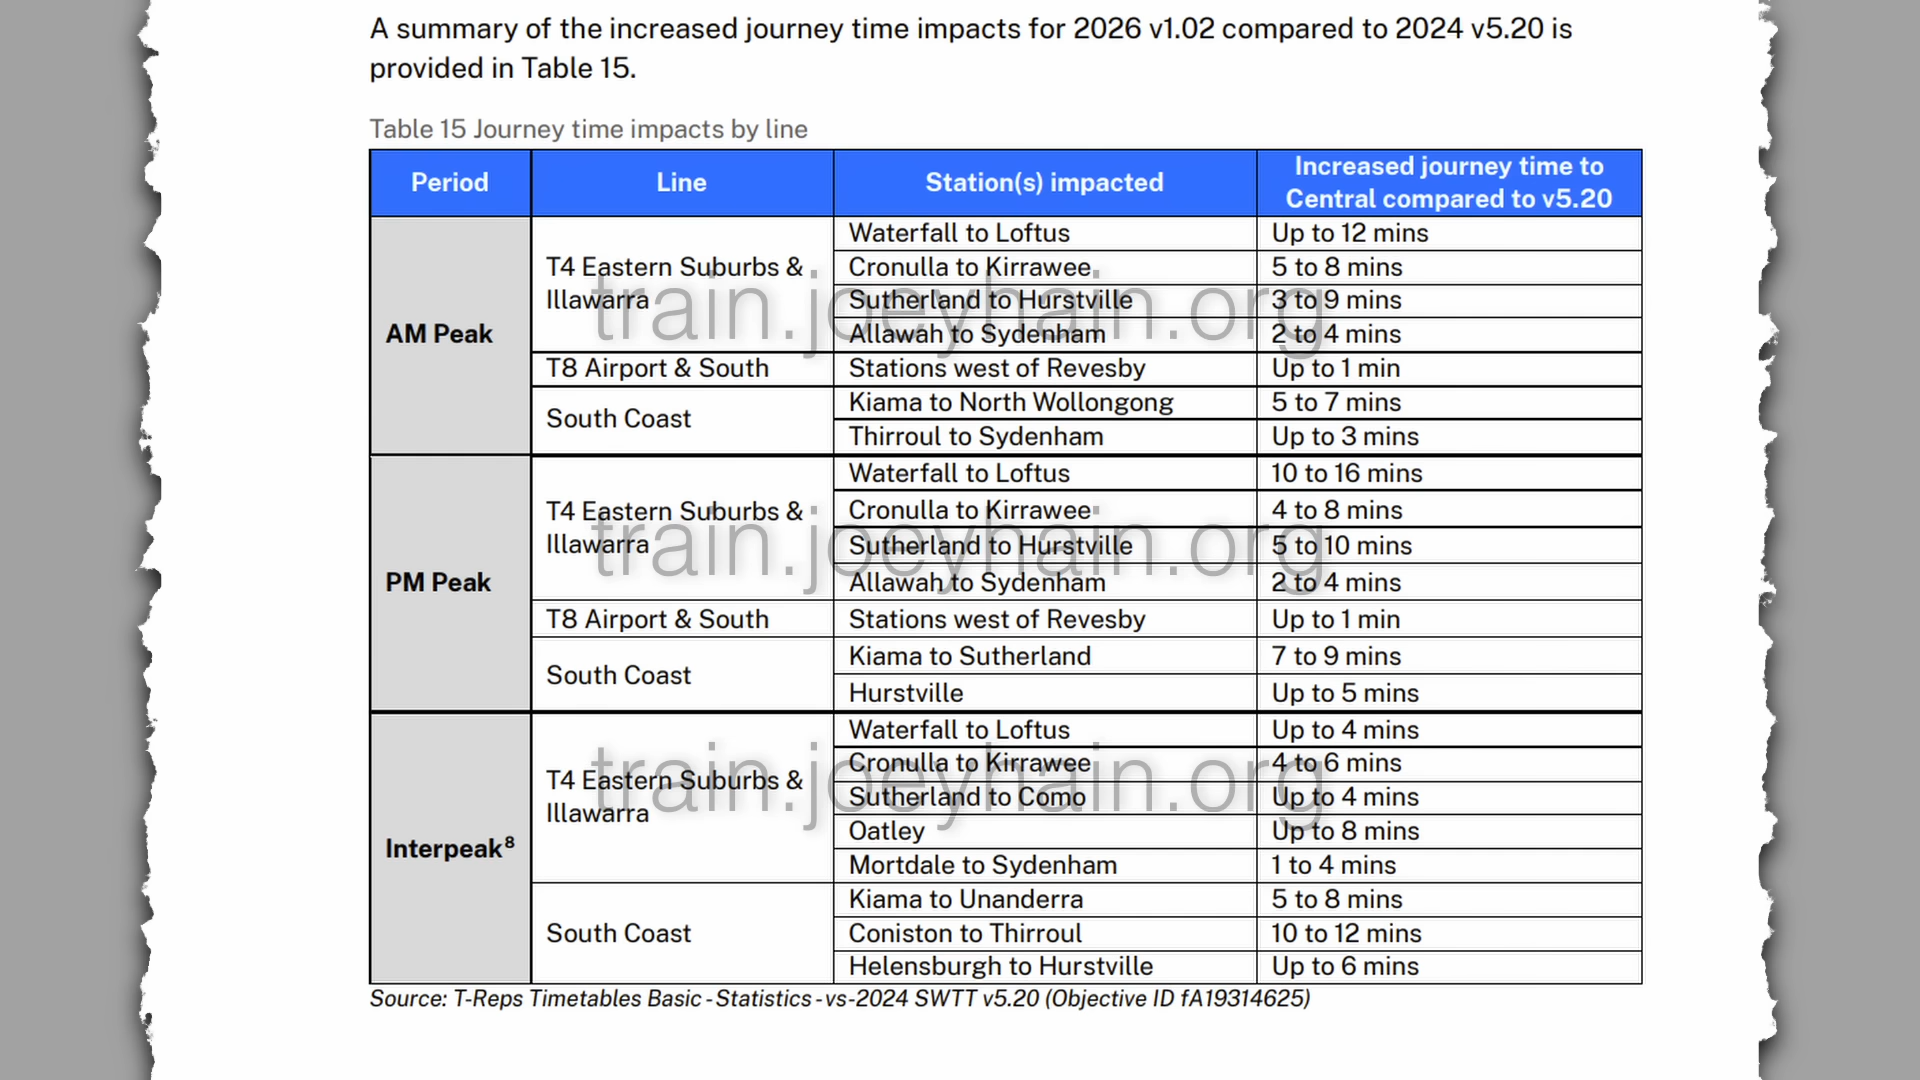 A summary of the increased journey time impacts for 2026 v1.02 compared to 2024 v5.20 is
provided in Table 15.
Table 15 Journey time impacts by line
Period Line Station(s) impacted Increased journey time to Central compared to v5.20
AM Peak
T4 Eastern Suburbs & Illawarra
Waterfall to Loftus Up to 12 mins
Cronulla to Kirrawee 5 to 8 mins
Sutherland to Hurstville 3 to 9 mins
Allawah to Sydenham 2 to 4 mins
T8 Airport & South Stations west of Revesby Up to 1 min
South Coast
Kiama to North Wollongong 5 to 7 mins
Thirroul to Sydenham Up to 3 mins
PM Peak
T4 Eastern Suburbs & Illawarra
Waterfall to Loftus 10 to 16 mins
Cronulla to Kirrawee 4 to 8 mins
Sutherland to Hurstville 5 to 10 mins
Allawah to Sydenham 2 to 4 mins
T8 Airport & South Stations west of Revesby Up to 1 min
South Coast
Kiama to Sutherland 7 to 9 mins
Hurstville Up to 5 mins
Interpeak⁸
T4 Eastern Suburbs & Illawarra
Waterfall to Loftus Up to 4 mins
Cronulla to Kirrawee 4 to 6 mins
Sutherland to Como Up to 4 mins
Oatley Up to 8 mins
Mortdale to Sydenham 1 to 4 mins
South Coast
Kiama to Unanderra 5 to 8 mins
Coniston to Thirroul 10 to 12 mins
Helensburgh to Hurstville Up to 6 mins
Source: T-Reps Timetables Basic - Statistics - vs-2024 SWTT v5.20 (Objective ID fA19314625)
train.joeyhain.org
train.joeyhain.org
train.joeyhain.org